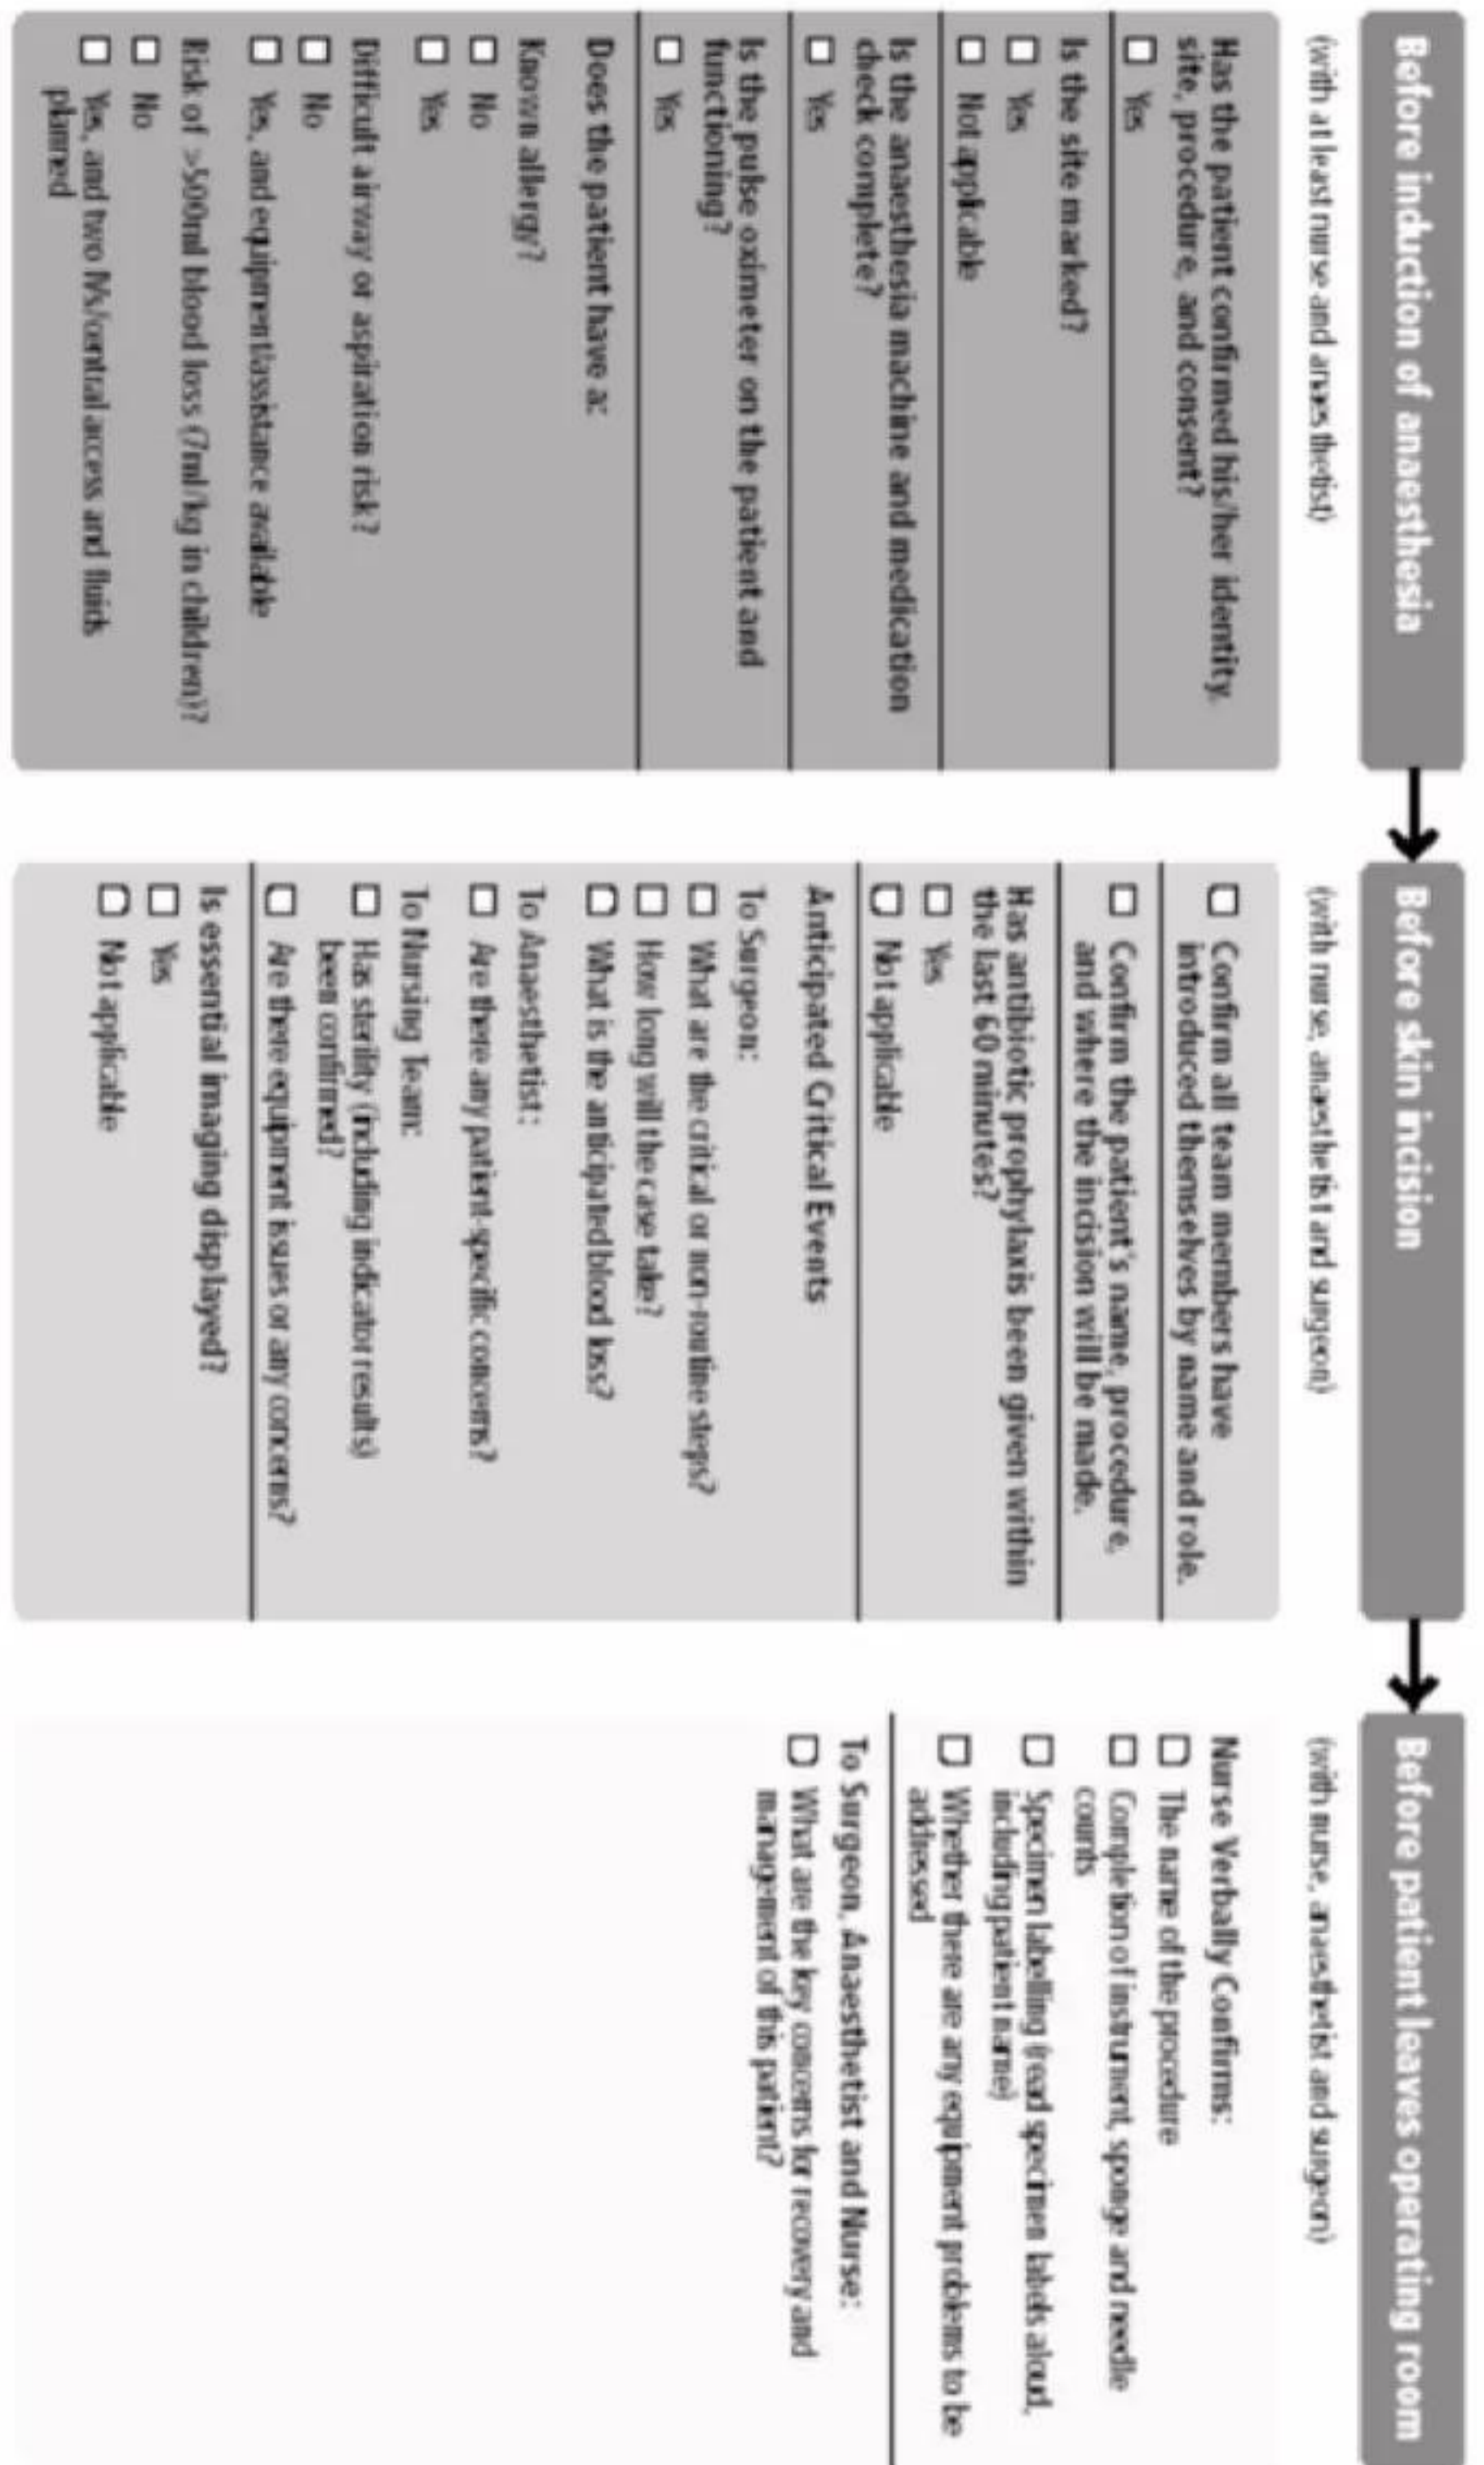 Before induction of anaesthesia
(with at least nurse and anaesthetist)
Has the patient confirmed his/her identity,
site, procedure, and consent?
Yes
Is the site marked?
Yes
Not applicable
Is the anaesthesia machine and medication
check complete?
Yes
Is the pulse oximeter on the patient and
functioning?
Yes
Does the patient have a:
Known allergy?
No
Yes
Difficult airway or aspiration risk?
No
Yes, and equipment/assistance available
Risk of >500ml blood loss (7ml/kg in children)?
No
Yes, and two IVs/central access and fluids
planned
Before skin incision
(with nurse, anaesthetist and surgeon)
Confirm all team members have
introduced themselves by name and role.
Confirm the patient's name, procedure,
and where the incision will be made.
Has antibiotic prophylaxis been given within
the last 60 minutes?
Yes
Not applicable
Anticipated Critical Events
To Surgeon:
What are the critical or non-routine steps?
How long will the case take?
What is the anticipated blood loss?
To Anaesthetist:
Are there any patient-specific concerns?
To Nursing Team:
Has sterility (including indicator results)
been confirmed?
Are there equipment issues or any concerns?
Is essential imaging displayed?
Yes
Not applicable
Before patient leaves operating room
(with nurse, anaesthetist and surgeon)
Nurse Verbally Confirms:
The name of the procedure
Completion of instrument, sponge and needle
counts
Specimen labelling (read specimen labels aloud,
including patient name)
Whether there are any equipment problems to be
addressed
To Surgeon, Anaesthetist and Nurse:
What are the key concerns for recovery and
management of this patient?